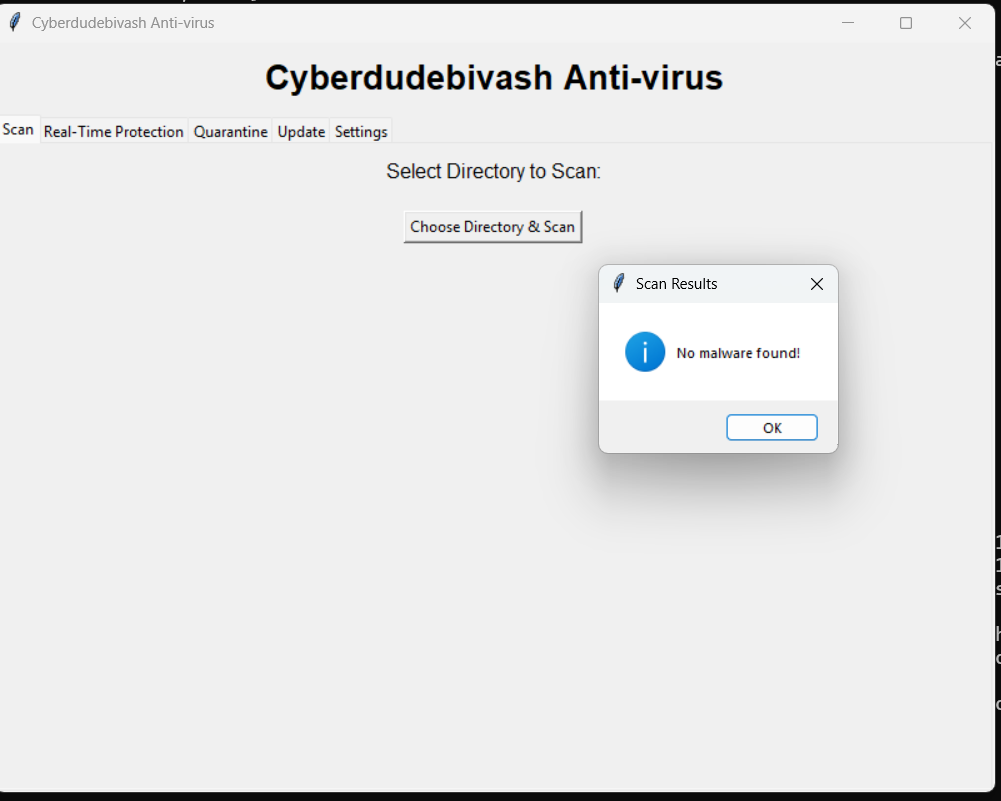 Cyberdudebivash Anti-virus
Cyberdudebivash Anti-virus
Scan Real-Time Protection Quarantine Update Settings
Select Directory to Scan:
Choose Directory & Scan
Scan Results
No malware found!
OK